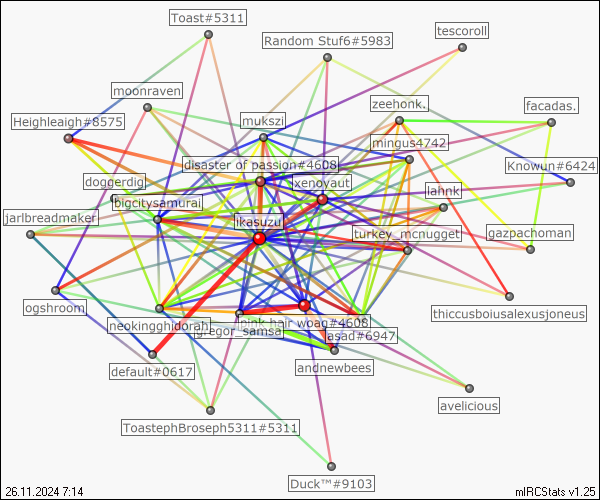 Toast#5311
tescoroll
Random Stuf6#5983
moonraven
zeehonk.
facadas.
Heighleaigh#8575
mukszi
mingus4742
disaster of passion#4608
Knowun#6424
doggerdig
xenoyaut
lahnk
bigcitysamurai
jarlbreadmaker
ikasuzu
turkey_mcnugget
gazpachoman
ogshroom
thiccusboiusalexusjoneus
neokingghidorah
pink hair woag#4608
gregor_samsa
asad#6947
default#0617
andnewbees
avelicious
ToastephBroseph5311#5311
Duck™#9103
26.11.2024 7:14
mIRCStats v1.25